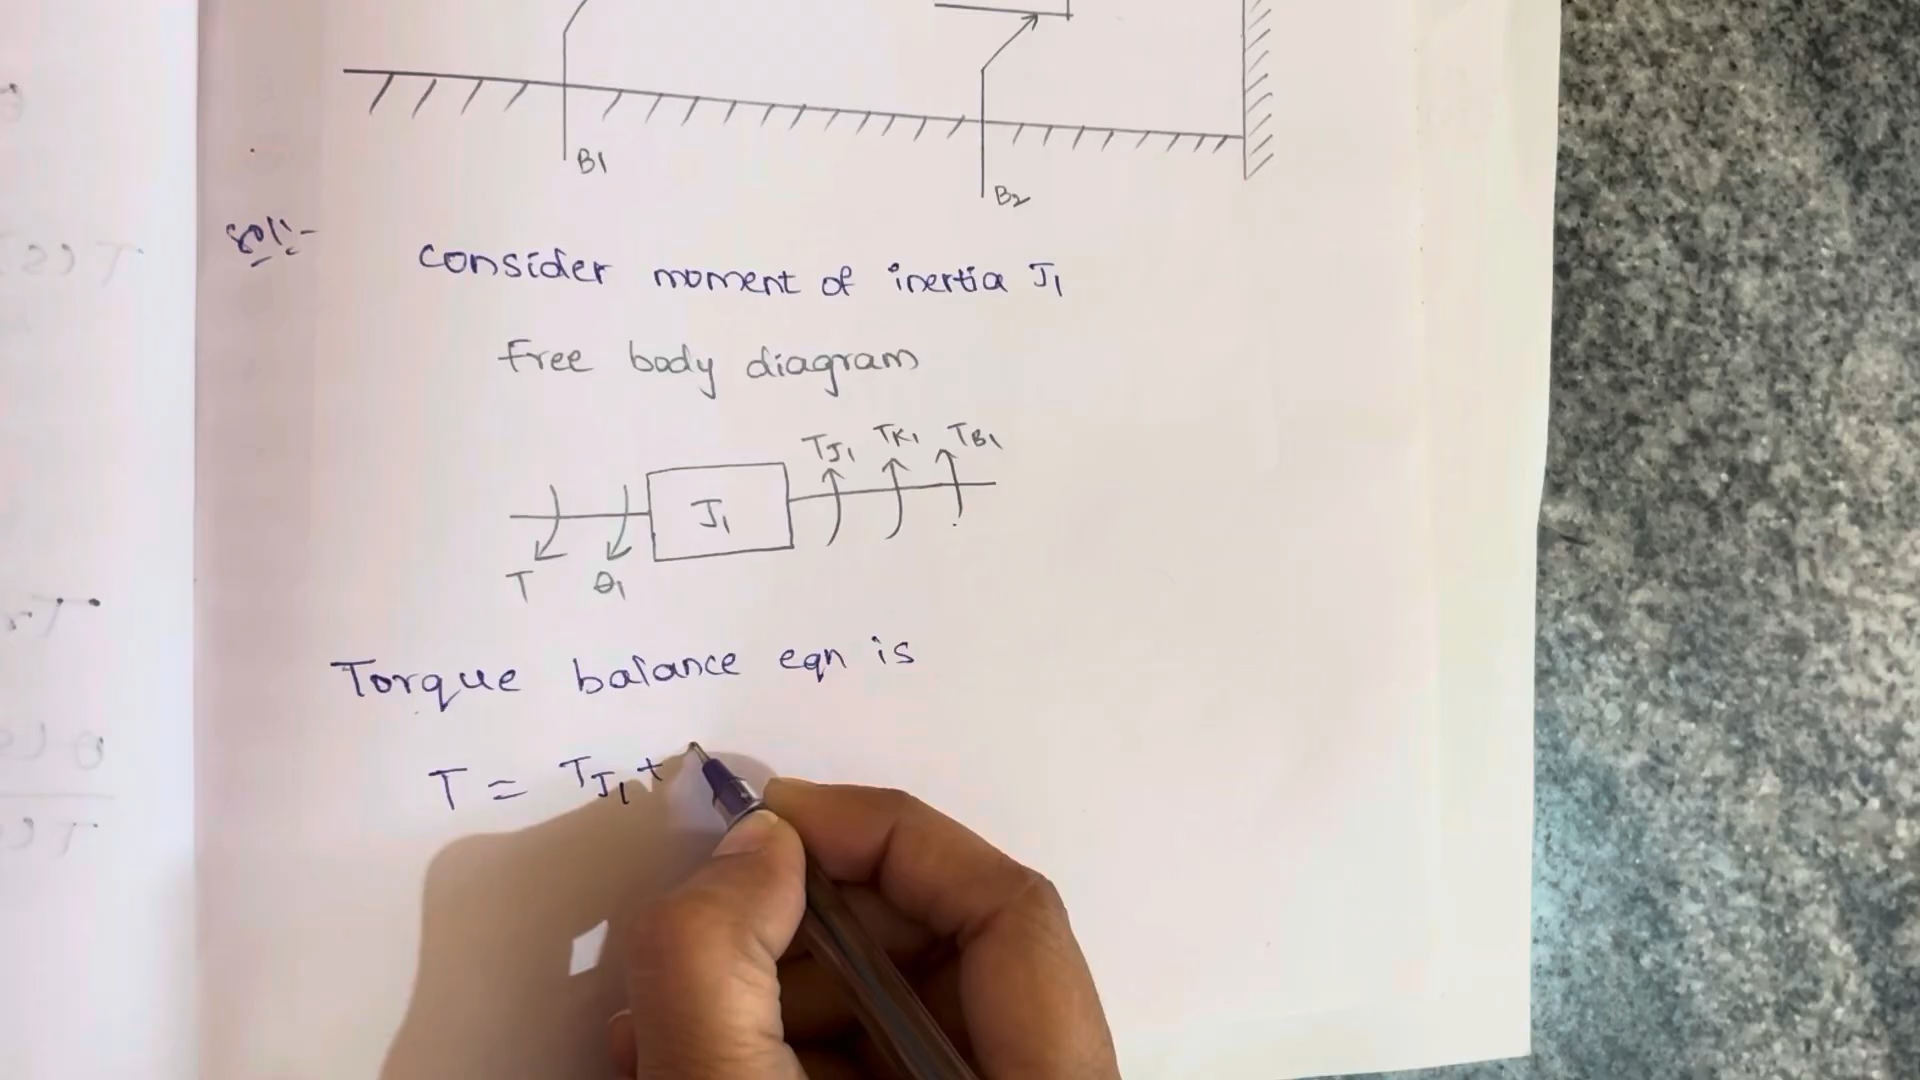 B1
B2
Sol:-
Consider moment of inertia J1
Free body diagram
TJ1 TK1 TB1
J1
T θ1
Torque balance eqn is
T = TJ1 +